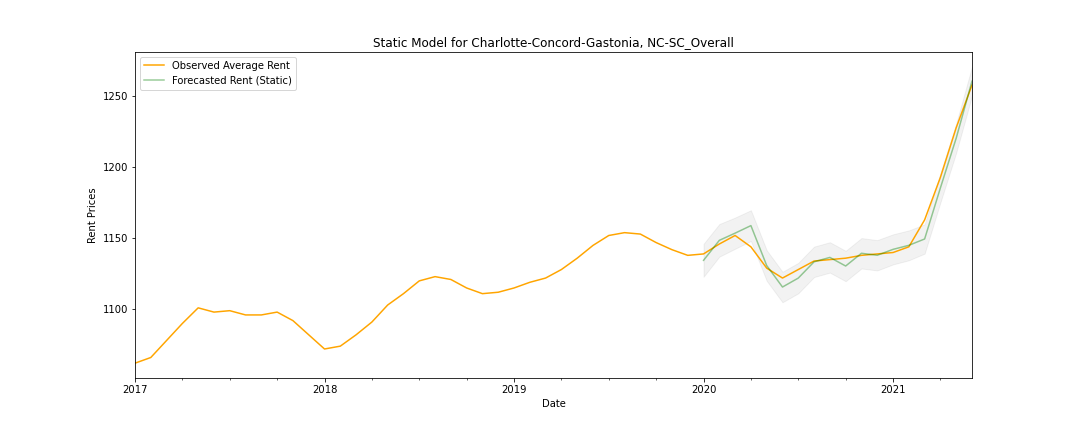 Static Model for Charlotte-Concord-Gastonia, NC-SC_Overall
Observed Average Rent
Forecasted Rent (Static)
1250
1200
1150
1100
Rent Prices
2017
2018
2019
2020
2021
Date